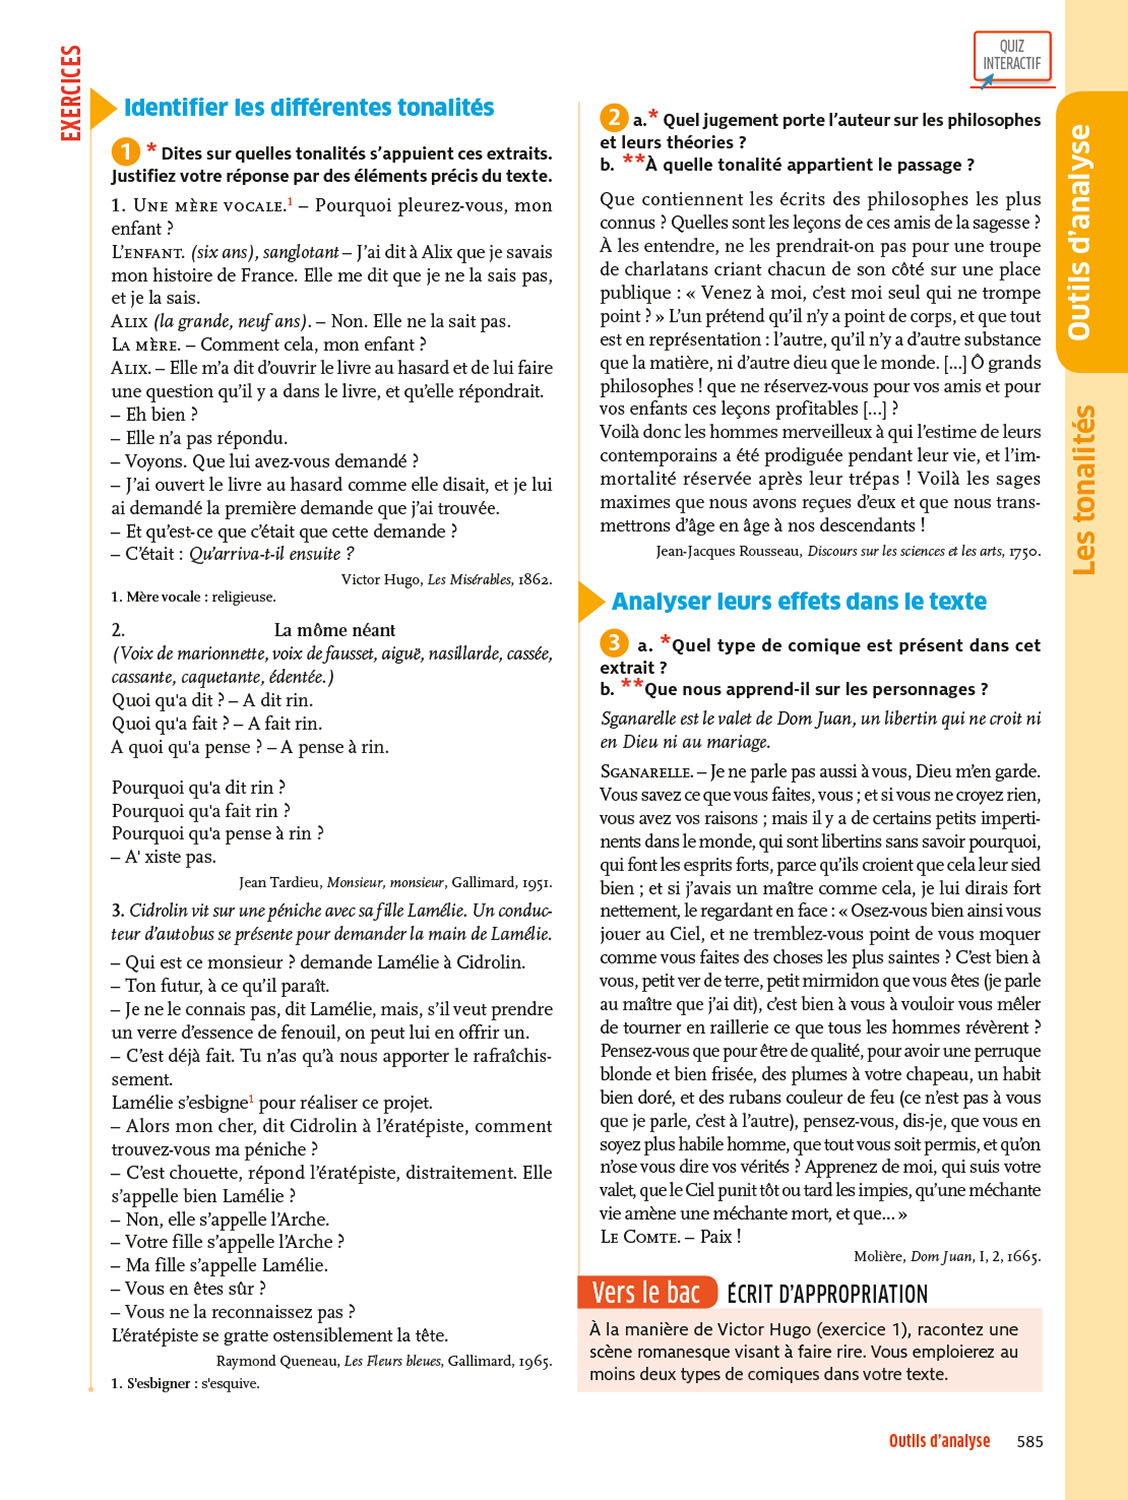 EXERCICES
Identifier les différentes tonalités
1 * Dites sur quelles tonalités s'appuient ces extraits.
Justifiez votre réponse par des éléments précis du texte.
1. UNE MÈRE VOCALE.1 – Pourquoi pleurez-vous, mon
enfant ?
L'ENFANT. (six ans), sanglotant – J'ai dit à Alix que je savais
mon histoire de France. Elle me dit que je ne la sais pas,
et je la sais.
ALIX (la grande, neuf ans). – Non. Elle ne la sait pas.
LA MÈRE. – Comment cela, mon enfant ?
ALIX. – Elle m'a dit d'ouvrir le livre au hasard et de lui faire
une question qu'il y a dans le livre, et qu'elle répondrait.
– Eh bien ?
– Elle n'a pas répondu.
– Voyons. Que lui avez-vous demandé ?
– J'ai ouvert le livre au hasard comme elle disait, et je lui
ai demandé la première demande que j'ai trouvée.
– Et qu'est-ce que c'était que cette demande ?
– C'était : Qu'arriva-t-il ensuite ?
Victor Hugo, Les Misérables, 1862.
1. Mère vocale : religieuse.
2. La môme néant
(Voix de marionnette, voix de fausset, aiguë, nasillarde, cassée,
cassante, caquetante, édentée.)
Quoi qu'a dit ? – A dit rin.
Quoi qu'a fait ? – A fait rin.
A quoi qu'a pense ? – A pense à rin.
Pourquoi qu'a dit rin ?
Pourquoi qu'a fait rin ?
Pourquoi qu'a pense à rin ?
– A' xiste pas.
Jean Tardieu, Monsieur, monsieur, Gallimard, 1951.
3. Cidrolin vit sur une péniche avec sa fille Lamélie. Un conduc-
teur d'autobus se présente pour demander la main de Lamélie.
– Qui est ce monsieur ? demande Lamélie à Cidrolin.
– Ton futur, à ce qu'il paraît.
– Je ne le connais pas, dit Lamélie, mais, s'il veut prendre
un verre d'essence de fenouil, on peut lui en offrir un.
– C'est déjà fait. Tu n'as qu'à nous apporter le rafraîchis-
sement.
Lamélie s'esbigne1 pour réaliser ce projet.
– Alors mon cher, dit Cidrolin à l'ératépiste, comment
trouvez-vous ma péniche ?
– C'est chouette, répond l'ératépiste, distraitement. Elle
s'appelle bien Lamélie ?
– Non, elle s'appelle l'Arche.
– Votre fille s'appelle l'Arche ?
– Ma fille s'appelle Lamélie.
– Vous en êtes sûr ?
– Vous ne la reconnaissez pas ?
L'ératépiste se gratte ostensiblement la tête.
Raymond Queneau, Les Fleurs bleues, Gallimard, 1965.
1. S'esbigner : s'esquive.
QUIZ
INTERACTIF
2 a.* Quel jugement porte l'auteur sur les philosophes
et leurs théories ?
b. **À quelle tonalité appartient le passage ?
Que contiennent les écrits des philosophes les plus
connus ? Quelles sont les leçons de ces amis de la sagesse ?
À les entendre, ne les prendrait-on pas pour une troupe
de charlatans criant chacun de son côté sur une place
publique : « Venez à moi, c'est moi seul qui ne trompe
point ? » L'un prétend qu'il n'y a point de corps, et que tout
est en représentation : l'autre, qu'il n'y a d'autre substance
que la matière, ni d'autre dieu que le monde. [...] Ô grands
philosophes ! que ne réservez-vous pour vos amis et pour
vos enfants ces leçons profitables [...] ?
Voilà donc les hommes merveilleux à qui l'estime de leurs
contemporains a été prodiguée pendant leur vie, et l'im-
mortalité réservée après leur trépas ! Voilà les sages
maximes que nous avons reçues d'eux et que nous trans-
mettrons d'âge en âge à nos descendants !
Jean-Jacques Rousseau, Discours sur les sciences et les arts, 1750.
Analyser leurs effets dans le texte
3 a. *Quel type de comique est présent dans cet
extrait ?
b. **Que nous apprend-il sur les personnages ?
Sganarelle est le valet de Dom Juan, un libertin qui ne croit ni
en Dieu ni au mariage.
SGANARELLE. – Je ne parle pas aussi à vous, Dieu m'en garde.
Vous savez ce que vous faites, vous ; et si vous ne croyez rien,
vous avez vos raisons ; mais il y a de certains petits imperti-
nents dans le monde, qui sont libertins sans savoir pourquoi,
qui font les esprits forts, parce qu'ils croient que cela leur sied
bien ; et si j'avais un maître comme cela, je lui dirais fort
nettement, le regardant en face : « Osez-vous bien ainsi vous
jouer au Ciel, et ne tremblez-vous point de vous moquer
comme vous faites des choses les plus saintes ? C'est bien à
vous, petit ver de terre, petit mirmidon que vous êtes (je parle
au maître que j'ai dit), c'est bien à vous à vouloir vous mêler
de tourner en raillerie ce que tous les hommes révèrent ?
Pensez-vous que pour être de qualité, pour avoir une perruque
blonde et bien frisée, des plumes à votre chapeau, un habit
bien doré, et des rubans couleur de feu (ce n'est pas à vous
que je parle, c'est à l'autre), pensez-vous, dis-je, que vous en
soyez plus habile homme, que tout vous soit permis, et qu'on
n'ose vous dire vos vérités ? Apprenez de moi, qui suis votre
valet, que le Ciel punit tôt ou tard les impies, qu'une méchante
vie amène une méchante mort, et que... »
LE COMTE. – Paix !
Molière, Dom Juan, I, 2, 1665.
Vers le bac ÉCRIT D'APPROPRIATION
À la manière de Victor Hugo (exercice 1), racontez une
scène romanesque visant à faire rire. Vous emploierez au
moins deux types de comiques dans votre texte.
Outils d'analyse
Les tonalités
Outils d'analyse 585